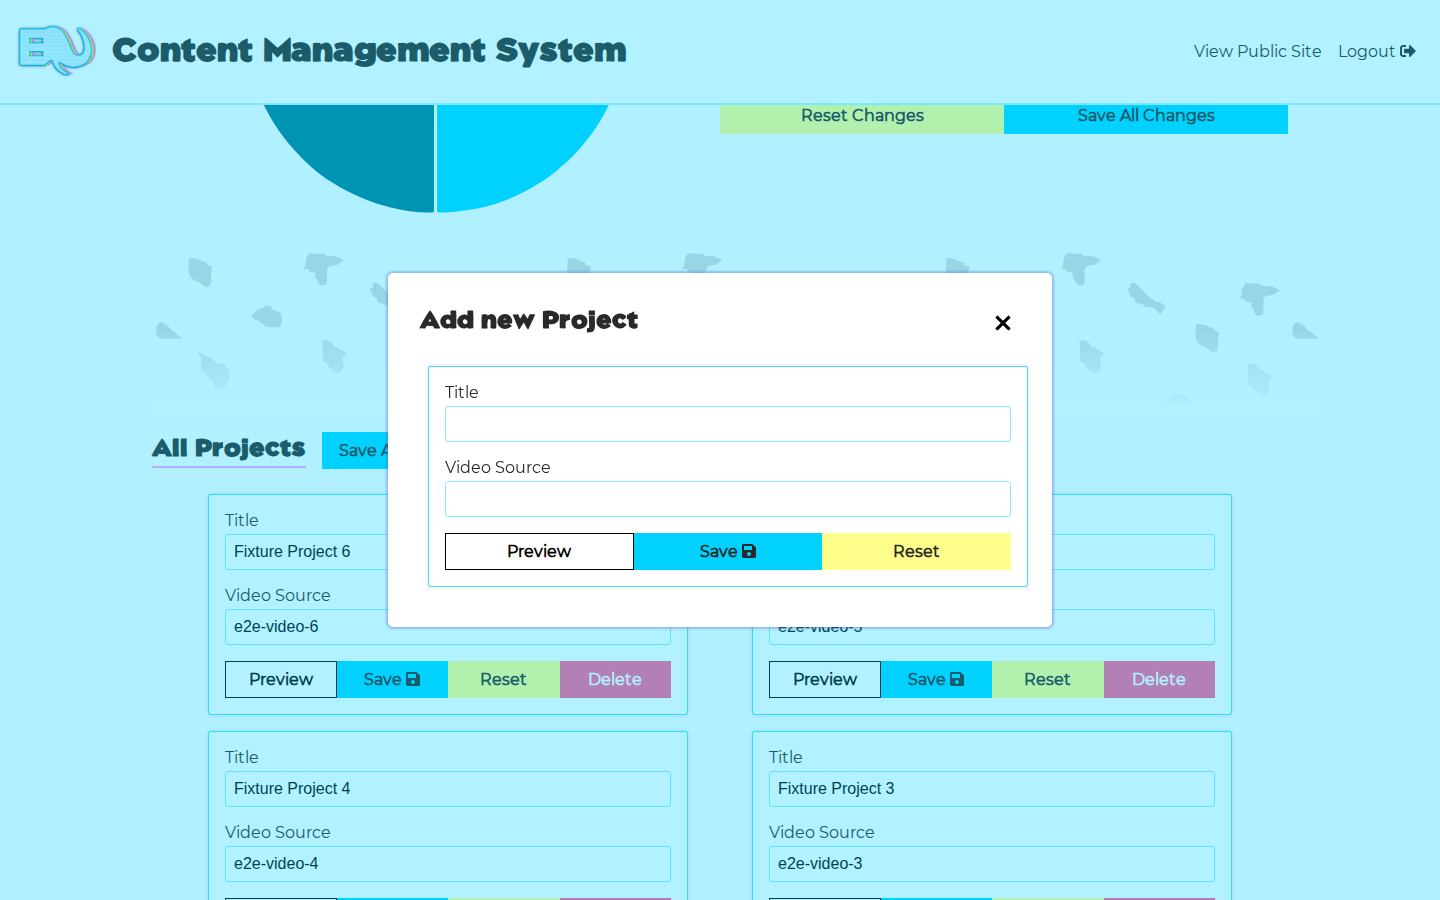 Content Management System
View Public Site
Logout
Reset Changes
Save All Changes
Add new Project
Title
Video Source
Preview
Save
Reset
All Projects
Save
Title
Fixture Project 6
Video Source
e2e-video-6
Preview
Save
Reset
Delete
Preview
Save
Reset
Delete
Title
Fixture Project 4
Video Source
e2e-video-4
Title
Fixture Project 3
Video Source
e2e-video-3